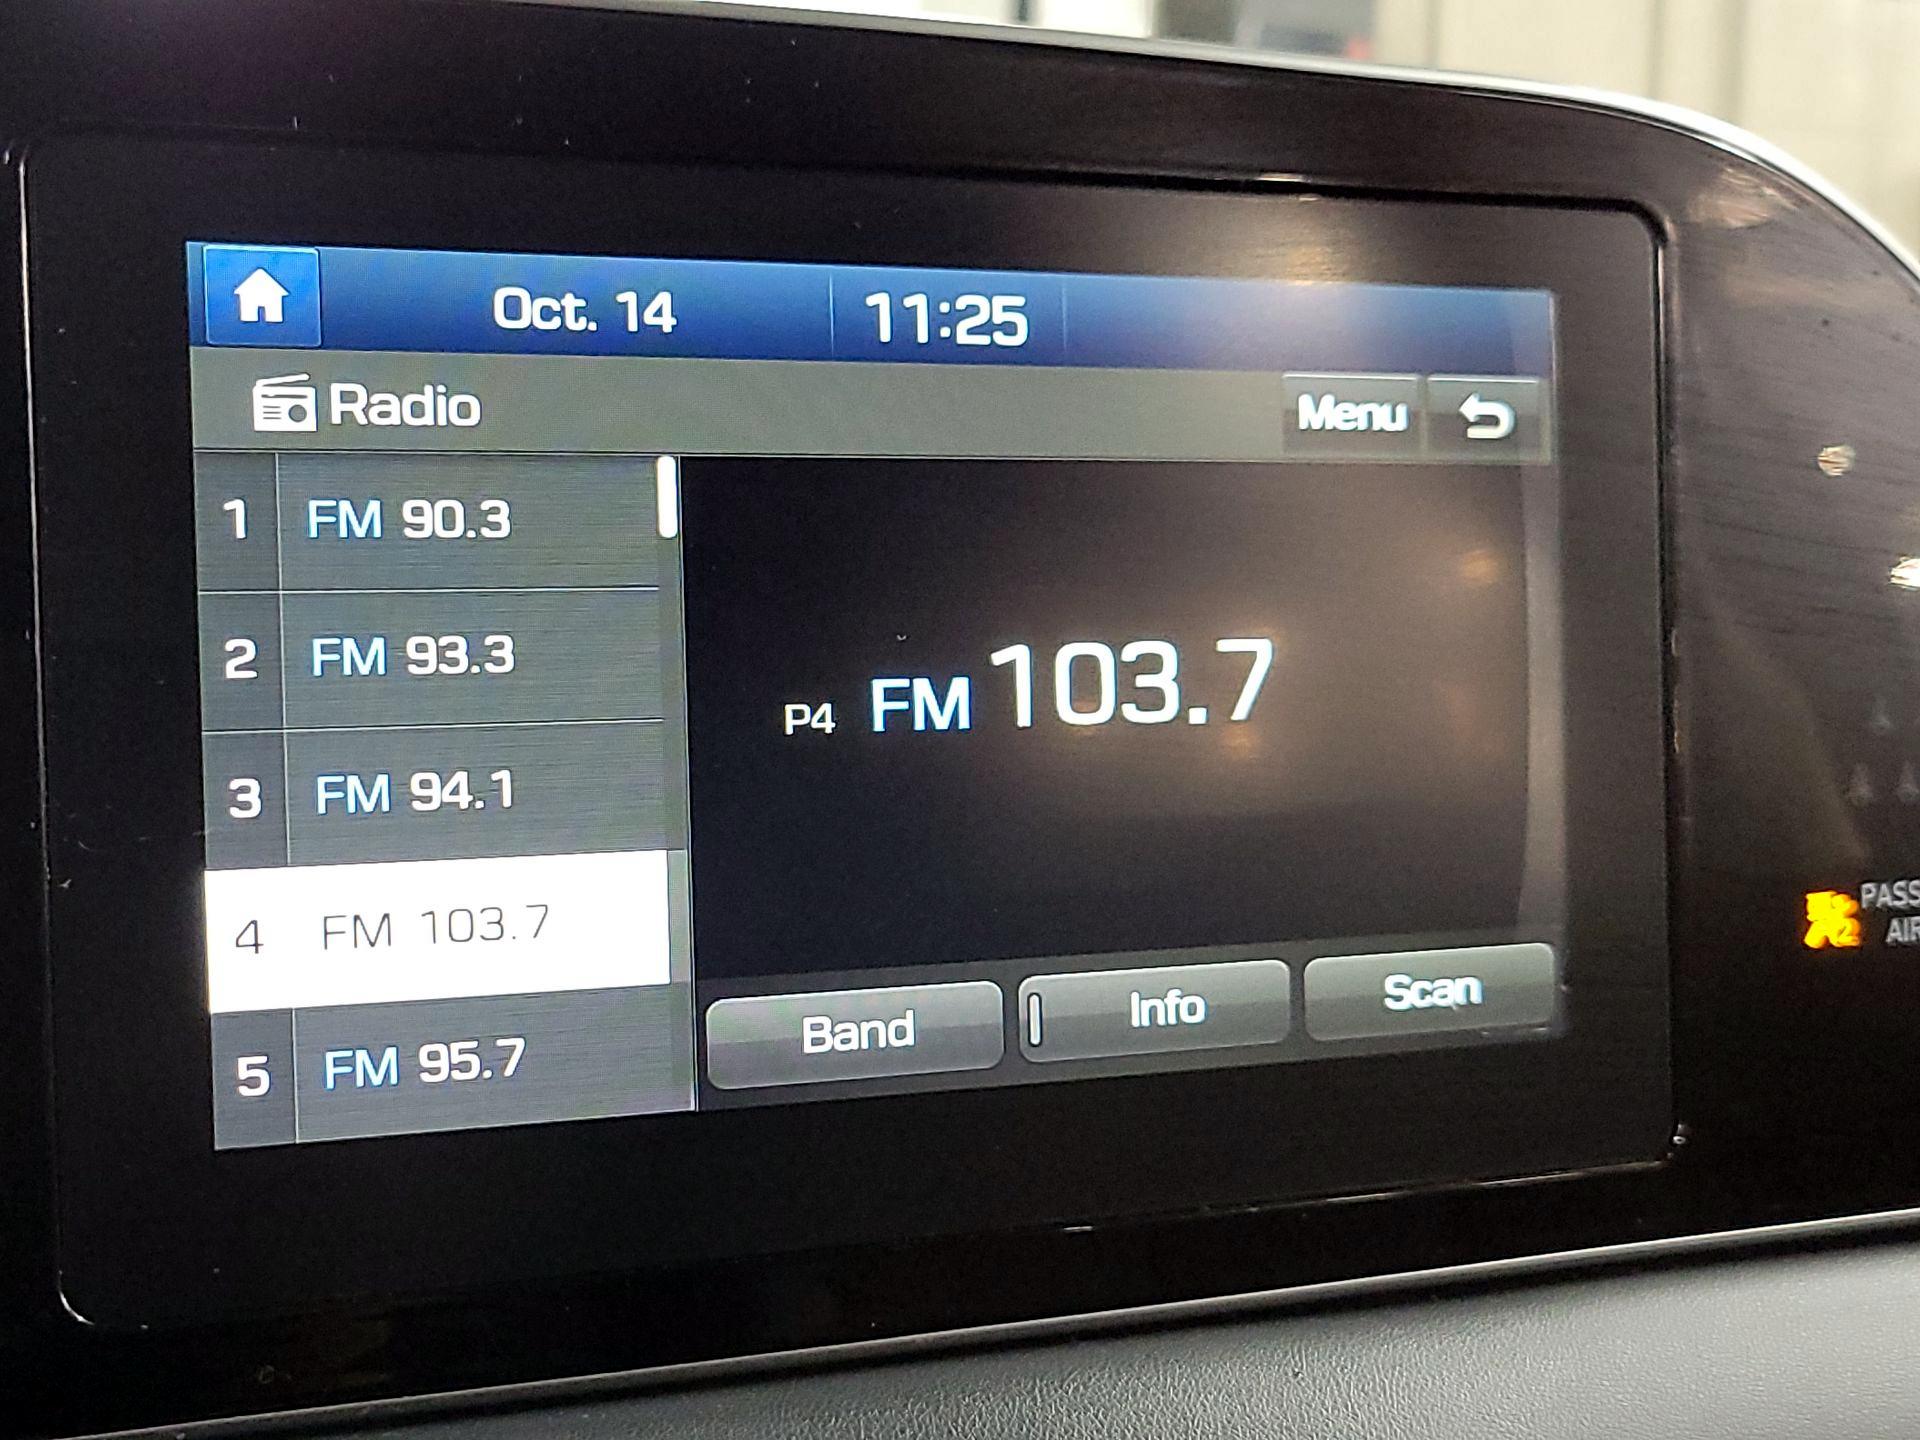 Oct. 14 11:25
Radio Menu
1 FM 90.3
2 FM 93.3
3 FM 94.1
4 FM 103.7
5 FM 95.7
P4 FM 103.7
Band Info Scan
PASS
AIR